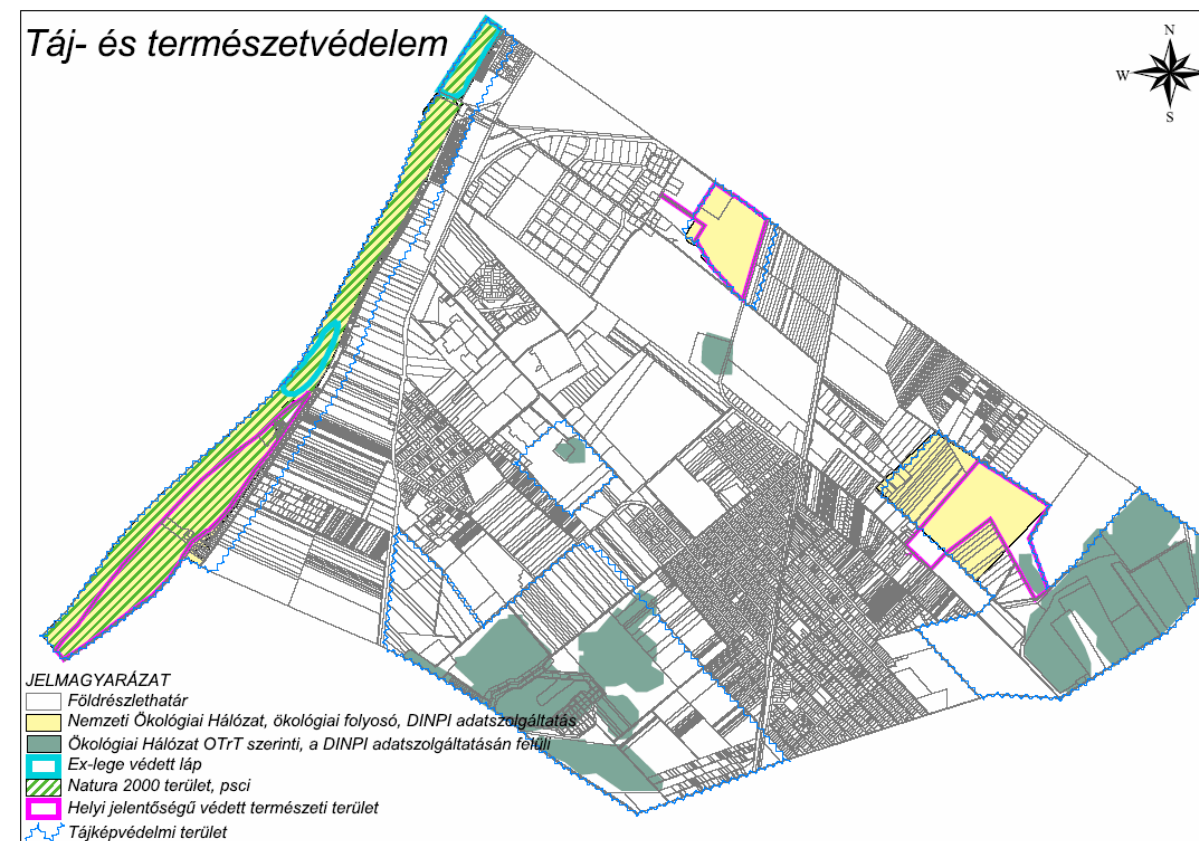 Táj- és természetvédelem
N
W
S
JELMAGYARÁZAT
Földrészlethatár
Nemzeti Ökológiai Hálózat, ökológiai folyosó, DINPI adatszolgáltatás
Ökológiai Hálózat OTrT szerinti, a DINPI adatszolgáltatásán felüli
Ex-lege védett láp
Natura 2000 terület, psci
Helyi jelentőségű védett természeti terület
Tájképvédelmi terület